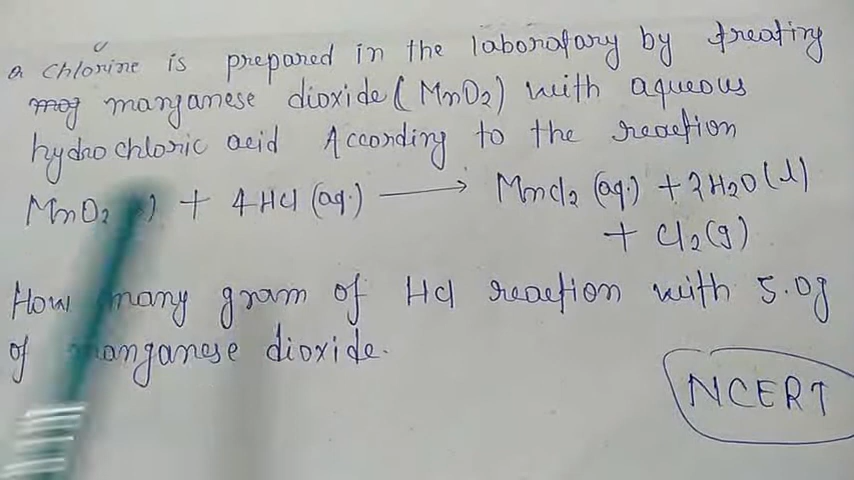 a chlorine is prepared in the laboratary by treating
manganese dioxide (MnO2) with aqueous
hydrochloric acid According to the reaction
MnO2 ) + 4HCl (aq.) → Mncl2 (aq.) + 2H2O(l)
+ Cl2(g)
How many gram of HCl reaction with 5.0g
of manganese dioxide.
NCERT